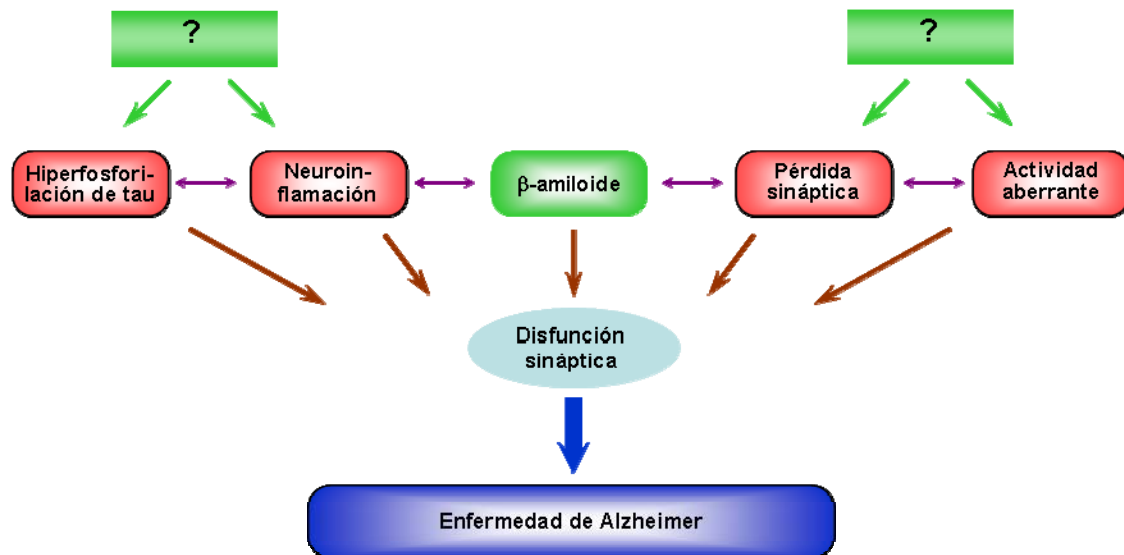 ?
?
Hiperfosfori-
lación de tau
Neuroin-
flamación
β-amiloide
Pérdida
sináptica
Actividad
aberrante
Disfunción
sináptica
Enfermedad de Alzheimer